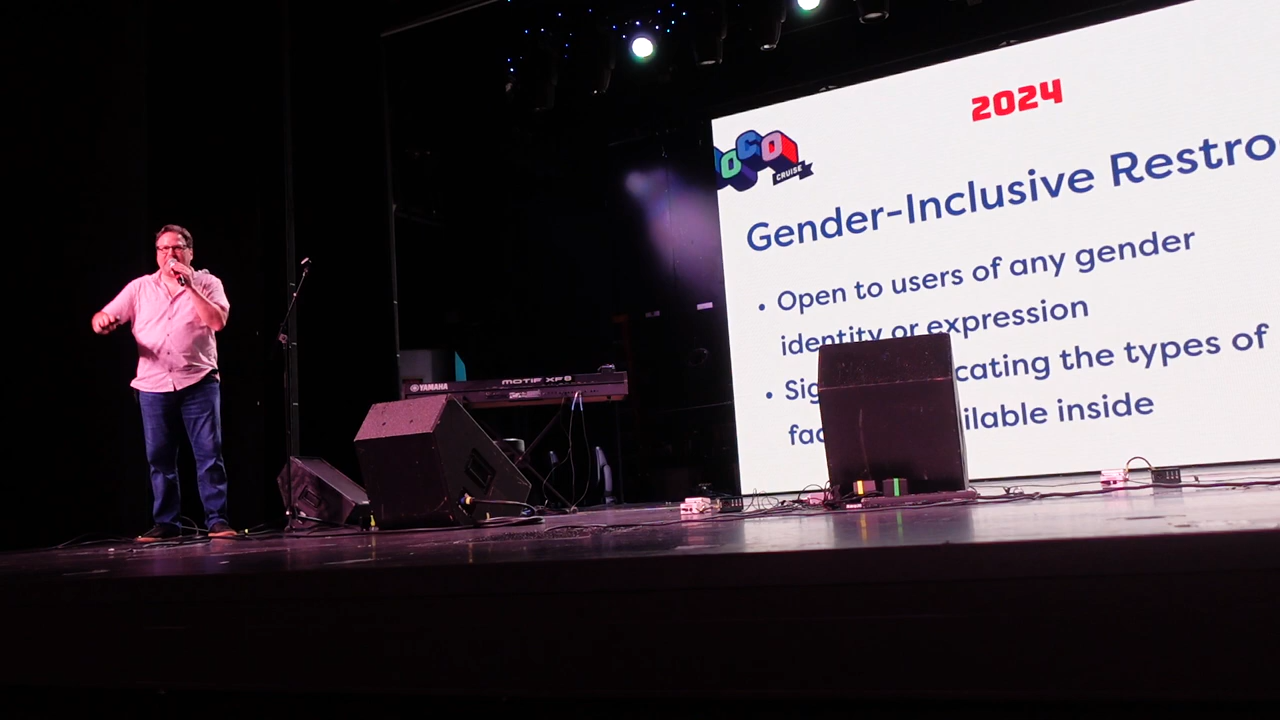 2024
OCO
CRUISE
Gender-Inclusive Restro
• Open to users of any gender
identity or expression
• Sig cating the types of
fac ilable inside
YAMAHA MOTIF XF8